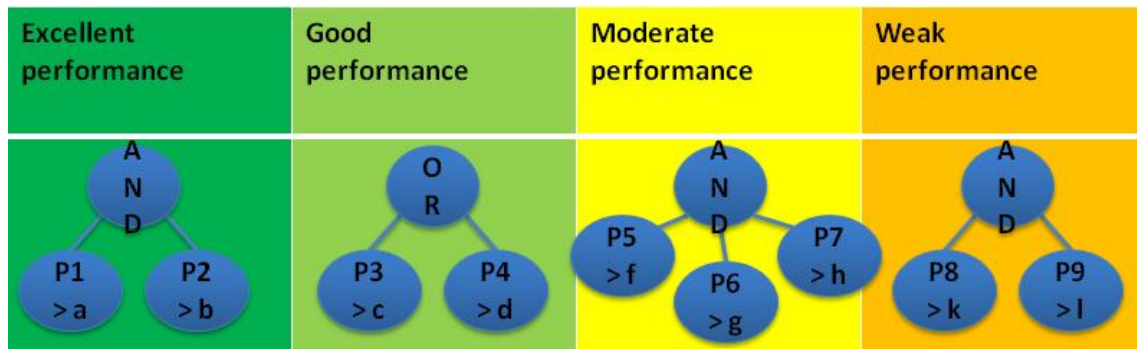 Excellent
performance
Good
performance
Moderate
performance
Weak
performance
A
N
D
P1
> a
P2
> b
O
R
P3
> c
P4
> d
A
N
D
P5
> f
P6
> g
P7
> h
A
N
D
P8
> k
P9
> l